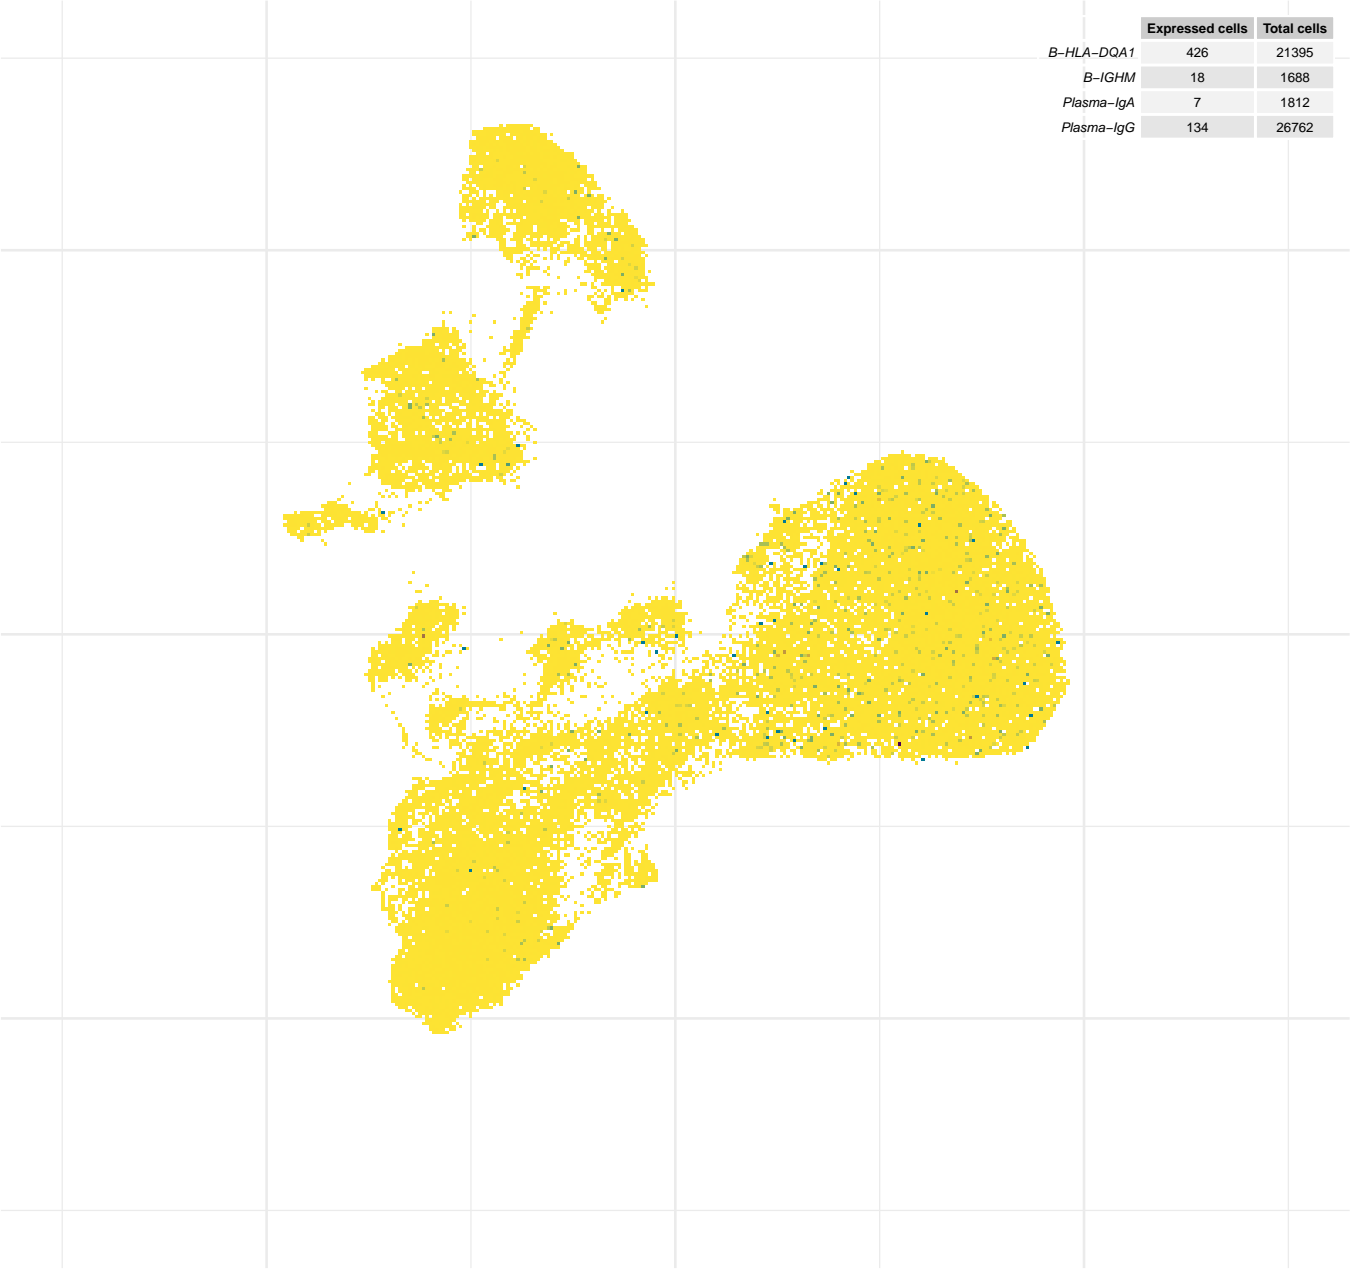 Expressed cells Total cells
B−HLA−DQA1 426 21395
B−IGHM 18 1688
Plasma−IgA 7 1812
Plasma−IgG 134 26762